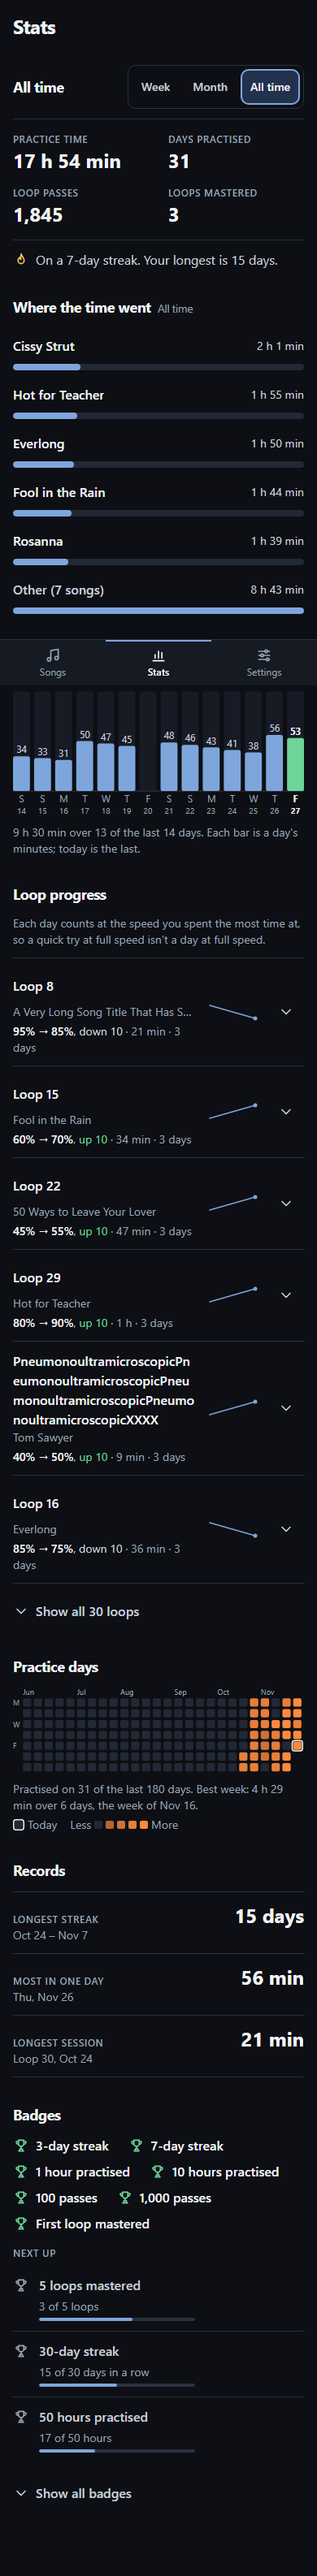 Stats
All time
Week Month All time
PRACTICE TIME DAYS PRACTISED
17 h 54 min 31
LOOP PASSES LOOPS MASTERED
1,845 3
On a 7-day streak. Your longest is 15 days.
Where the time went All time
Cissy Strut 2 h 1 min
Hot for Teacher 1 h 55 min
Everlong 1 h 50 min
Fool in the Rain 1 h 44 min
Rosanna 1 h 39 min
Other (7 songs) 8 h 43 min
Songs Stats Settings
34 33 31 50 47 45 48 46 43 41 38 56 53
S M T W T F S
S S M T W T F S S M T W T F
14 15 16 17 18 19 20 21 22 23 24 25 26 27
9 h 30 min over 13 of the last 14 days. Each bar is a day's
minutes; today is the last.
Loop progress
Each day counts at the speed you spent the most time at,
so a quick try at full speed isn't a day at full speed.
Loop 8
A Very Long Song Title That Has S...
95% → 85%, down 10 · 21 min · 3
days
Loop 15
Fool in the Rain
60% → 70%, up 10 · 34 min · 3 days
Loop 22
50 Ways to Leave Your Lover
45% → 55%, up 10 · 47 min · 3 days
Loop 29
Hot for Teacher
80% → 90%, up 10 · 1 h · 3 days
PneumonoultramicroscopicPn
eumonoultramicroscopicPneu
monoultramicroscopicPneumo
noultramicroscopicXXXX
Tom Sawyer
40% → 50%, up 10 · 9 min · 3 days
Loop 16
Everlong
85% → 75%, down 10 · 36 min · 3
days
Show all 30 loops
Practice days
Jun Jul Aug Sep Oct Nov
M
W
F
Practised on 31 of the last 180 days. Best week: 4 h 29
min over 6 days, the week of Nov 16.
Today Less More
Records
LONGEST STREAK 15 days
Oct 24 – Nov 7
MOST IN ONE DAY 56 min
Thu, Nov 26
LONGEST SESSION 21 min
Loop 30, Oct 24
Badges
3-day streak 7-day streak
1 hour practised 10 hours practised
100 passes 1,000 passes
First loop mastered
NEXT UP
5 loops mastered
3 of 5 loops
30-day streak
15 of 30 days in a row
50 hours practised
17 of 50 hours
Show all badges